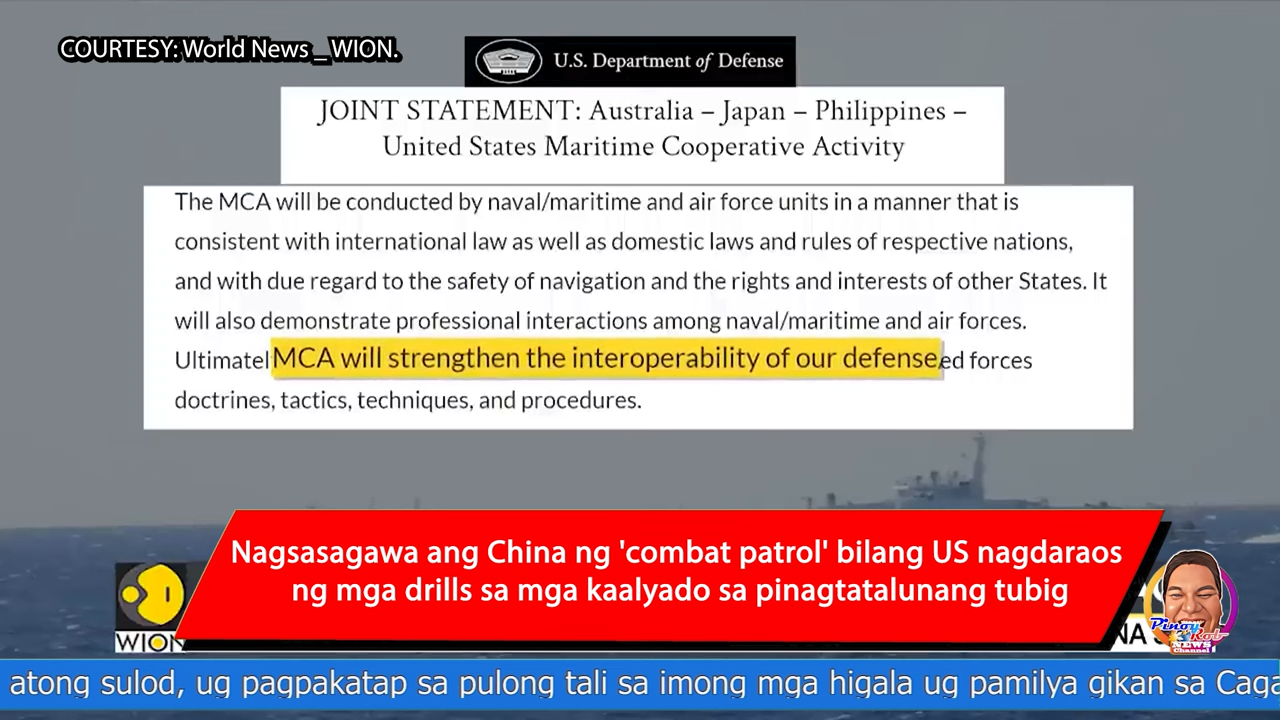 COURTESY: World News _ WION.
U.S. Department of Defense
JOINT STATEMENT: Australia – Japan – Philippines –
United States Maritime Cooperative Activity
The MCA will be conducted by naval/maritime and air force units in a manner that is
consistent with international law as well as domestic laws and rules of respective nations,
and with due regard to the safety of navigation and the rights and interests of other States. It
will also demonstrate professional interactions among naval/maritime and air forces.
Ultimatel MCA will strengthen the interoperability of our defense ed forces
doctrines, tactics, techniques, and procedures.
Nagsasagawa ang China ng 'combat patrol' bilang US nagdaraos
ng mga drills sa mga kaalyado sa pinagtatalunang tubig
WION
Pinoy
Rob
NEWS
Channel
atong sulod, ug pagpakatap sa pulong tali sa imong mga higala ug pamilya gikan sa Caga